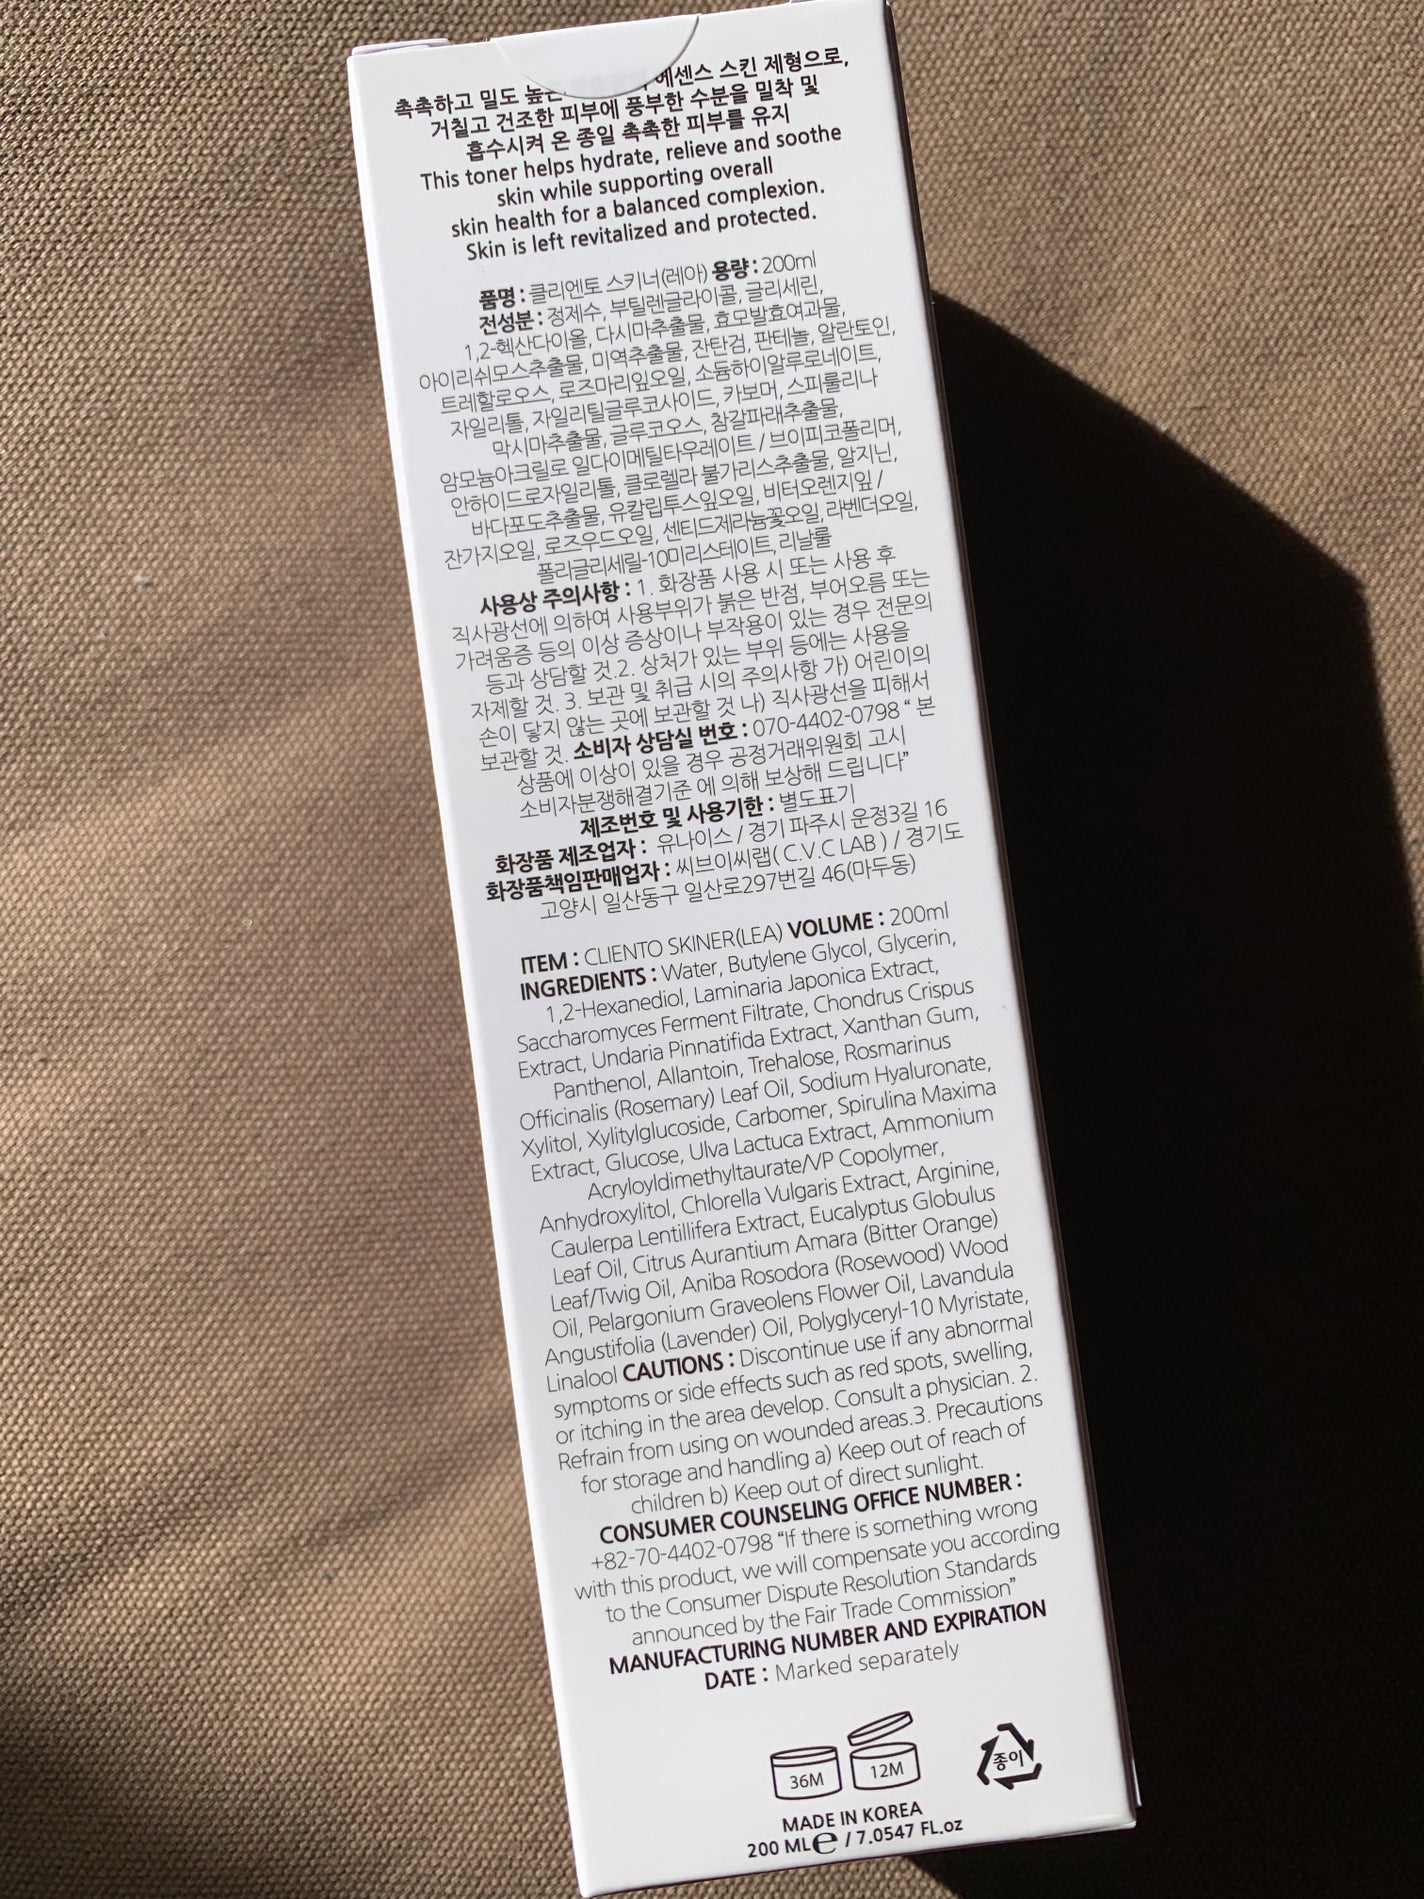 촉촉하고 밀도 높은 에센스 스킨 제형으로,
거칠고 건조한 피부에 풍부한 수분을 밀착 및
흡수시켜 온 종일 촉촉한 피부를 유지
This toner helps hydrate, relieve and soothe
skin while supporting overall
skin health for a balanced complexion.
Skin is left revitalized and protected.
품명 : 클리엔토 스키너(레아) 용량 : 200ml
전성분 : 정제수, 부틸렌글라이콜, 글리세린,
1,2-헥산다이올, 다시마추출물, 효모발효여과물,
아이리쉬모스추출물, 미역추출물, 잔탄검, 판테놀, 알란토인,
트레할로오스, 로즈마리잎오일, 소듐하이알루로네이트,
자일리톨, 자일리틸글루코사이드, 카보머, 스피룰리나
막시마추출물, 글루코오스, 참갈파래추출물,
암모늄아크릴로 일다이메틸타우레이트 / 브이피코폴리머,
안하이드로자일리톨, 클로렐라 불가리스추출물, 알지닌,
바다포도추출물, 유칼립투스잎오일, 비터오렌지잎 /
잔가지오일, 로즈우드오일, 센티드제라늄꽃오일, 라벤더오일,
폴리글리세릴-10미리스테이트, 리날룰
사용상 주의사항 : 1. 화장품 사용 시 또는 사용 후
직사광선에 의하여 사용부위가 붉은 반점, 부어오름 또는
가려움증 등의 이상 증상이나 부작용이 있는 경우 전문의
등과 상담할 것.2. 상처가 있는 부위 등에는 사용을
자제할 것. 3. 보관 및 취급 시의 주의사항 가) 어린이의
손이 닿지 않는 곳에 보관할 것 나) 직사광선을 피해서
보관할 것. 소비자 상담실 번호 : 070-4402-0798 “ 본
상품에 이상이 있을 경우 공정거래위원회 고시
소비자분쟁해결기준 에 의해 보상해 드립니다”
제조번호 및 사용기한 : 별도표기
화장품 제조업자 : 유나이스 / 경기 파주시 운정3길 16
화장품책임판매업자 : 씨브이씨랩( C.V.C LAB ) / 경기도
고양시 일산동구 일산로297번길 46(마두동)
ITEM : CLIENTO SKINER(LEA) VOLUME : 200ml
INGREDIENTS : Water, Butylene Glycol, Glycerin,
1,2-Hexanediol, Laminaria Japonica Extract,
Saccharomyces Ferment Filtrate, Chondrus Crispus
Extract, Undaria Pinnatifida Extract, Xanthan Gum,
Panthenol, Allantoin, Trehalose, Rosmarinus
Officinalis (Rosemary) Leaf Oil, Sodium Hyaluronate,
Xylitol, Xylitylglucoside, Carbomer, Spirulina Maxima
Extract, Glucose, Ulva Lactuca Extract, Ammonium
Acryloyldimethyltaurate/VP Copolymer,
Anhydroxylitol, Chlorella Vulgaris Extract, Arginine,
Caulerpa Lentillifera Extract, Eucalyptus Globulus
Leaf Oil, Citrus Aurantium Amara (Bitter Orange)
Leaf/Twig Oil, Aniba Rosodora (Rosewood) Wood
Oil, Pelargonium Graveolens Flower Oil, Lavandula
Angustifolia (Lavender) Oil, Polyglyceryl-10 Myristate,
Linalool CAUTIONS : Discontinue use if any abnormal
symptoms or side effects such as red spots, swelling,
or itching in the area develop. Consult a physician. 2.
Refrain from using on wounded areas.3. Precautions
for storage and handling a) Keep out of reach of
children b) Keep out of direct sunlight.
CONSUMER COUNSELING OFFICE NUMBER :
+82-70-4402-0798 “If there is something wrong
with this product, we will compensate you according
to the Consumer Dispute Resolution Standards
announced by the Fair Trade Commission”
MANUFACTURING NUMBER AND EXPIRATION
DATE : Marked separately
36M 12M 종이
MADE IN KOREA
200 ML ℮ / 7.0547 FL.oz